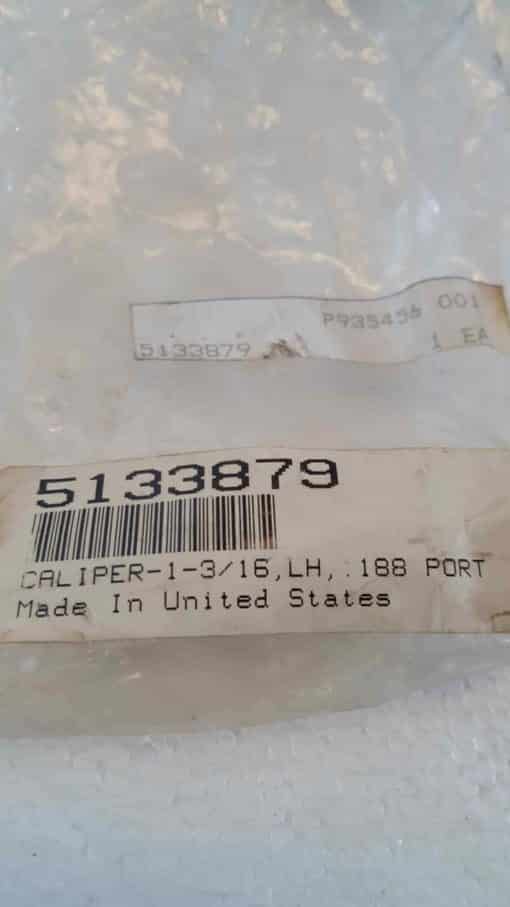 P935456 001
5133879 1 EA
5133879
CALIPER-1-3/16,LH,.188 PORT
Made In United States